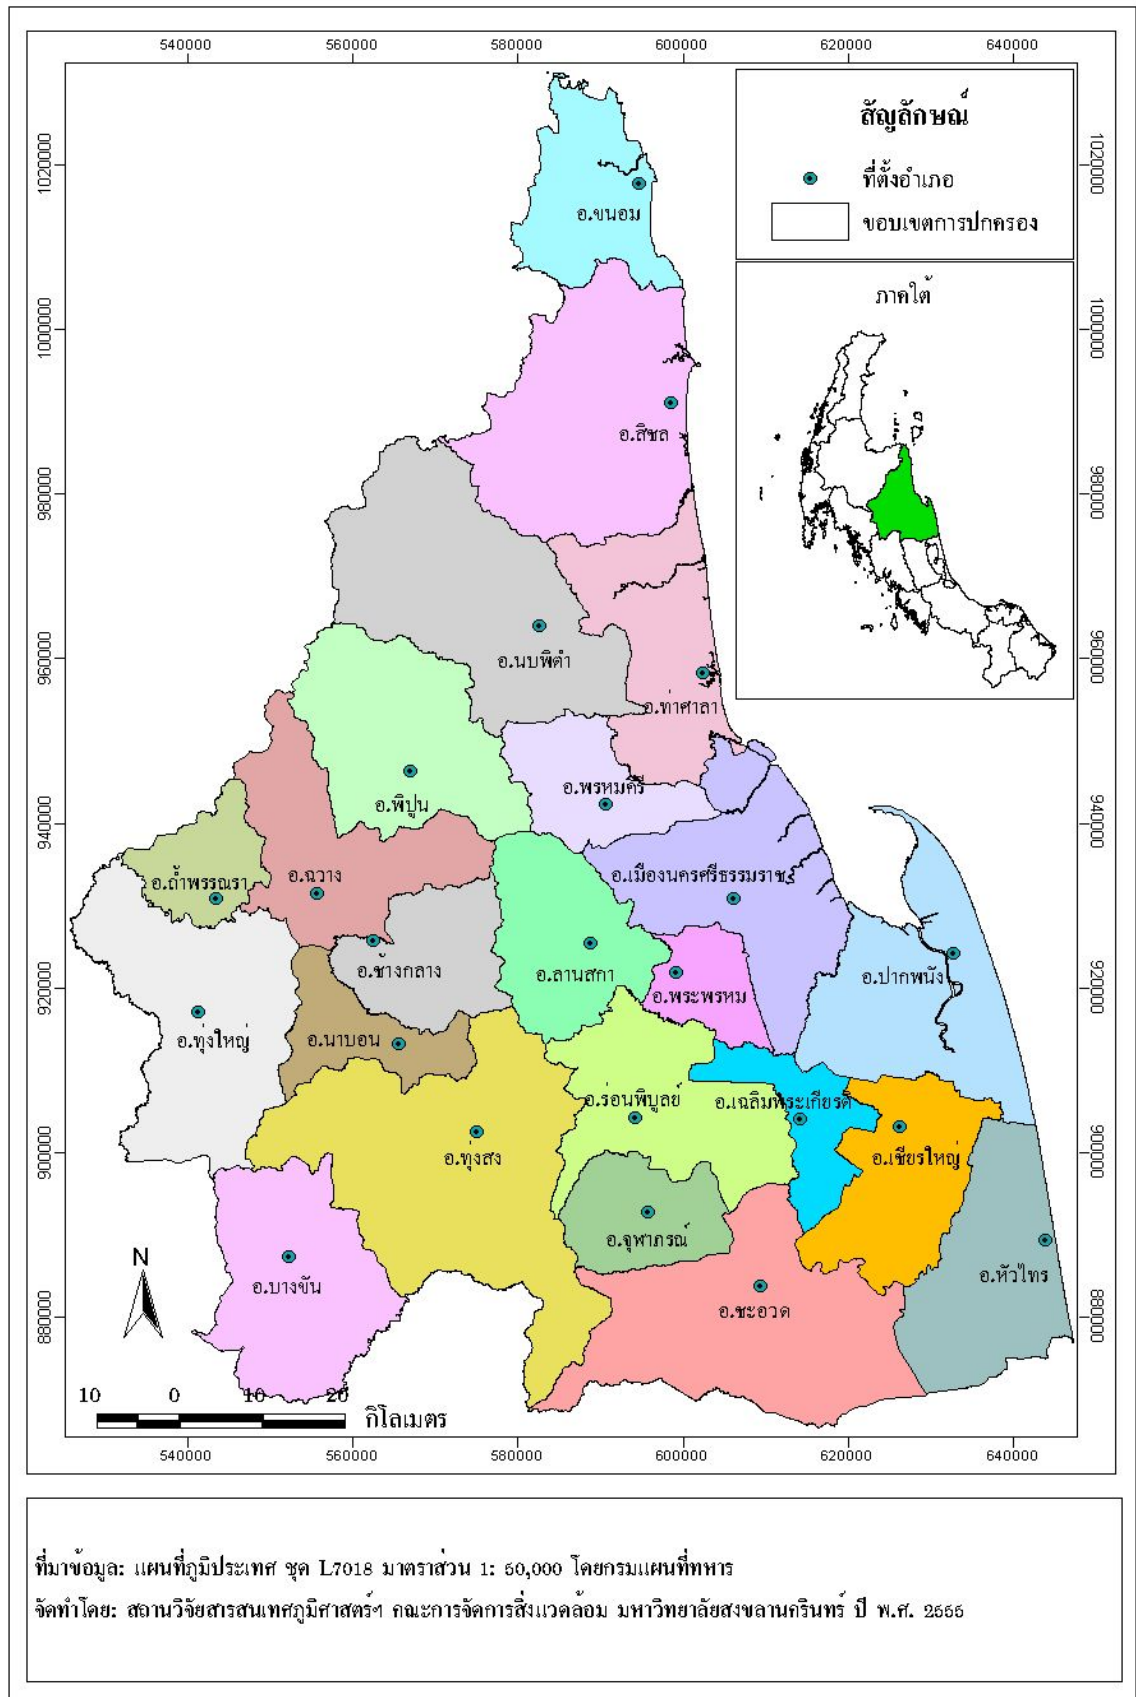 540000 560000 580000 600000 620000 640000
สัญลักษณ์
ที่ตั้งอำเภอ
ขอบเขตการปกครอง
ภาคใต้
1020000
1000000
980000
960000
940000
920000
900000
880000
1020000
1000000
980000
960000
940000
920000
900000
880000
อ.ขนอม
อ.สิชล
อ.นบพิตำ
อ.ท่าศาลา
อ.พรหมคีรี
อ.พิปูน
อ.ถ้ำพรรณรา
อ.ฉวาง
อ.เมืองนครศรีธรรมราช
อ.ช้างกลาง
อ.ลานสกา
อ.พระพรหม
อ.ปากพนัง
อ.ทุ่งใหญ่
อ.นาบอน
อ.ร่อนพิบูลย์
อ.เฉลิมพระเกียรติ
อ.ทุ่งสง
อ.เชียรใหญ่
อ.จุฬาภรณ์
อ.บางขัน
อ.หัวไทร
อ.ชะอวด
N
10 0 10 20
กิโลเมตร
540000 560000 580000 600000 620000 640000
ที่มาข้อมูล: แผนที่ภูมิประเทศ ชุด L7018 มาตราส่วน 1: 50,000 โดยกรมแผนที่ทหาร
จัดทำโดย: สถานวิจัยสารสนเทศภูมิศาสตร์ฯ คณะการจัดการสิ่งแวดล้อม มหาวิทยาลัยสงขลานครินทร์ ปี พ.ศ. 2555